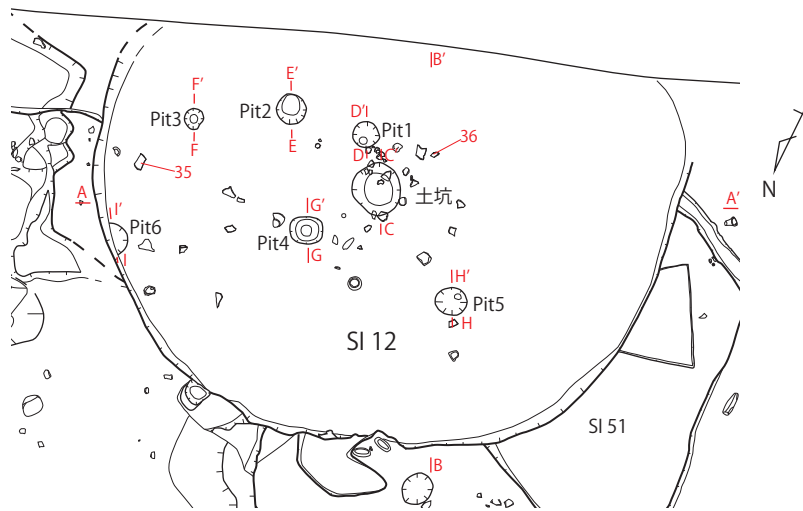 B'
F'
E'
Pit3
Pit2
D'
Pit1
F
E
D
C'
36
35
A
A'
N
I'
G'
土坑
Pit6
Pit4
C
I
G
H'
Pit5
H
SI 12
SI 51
B